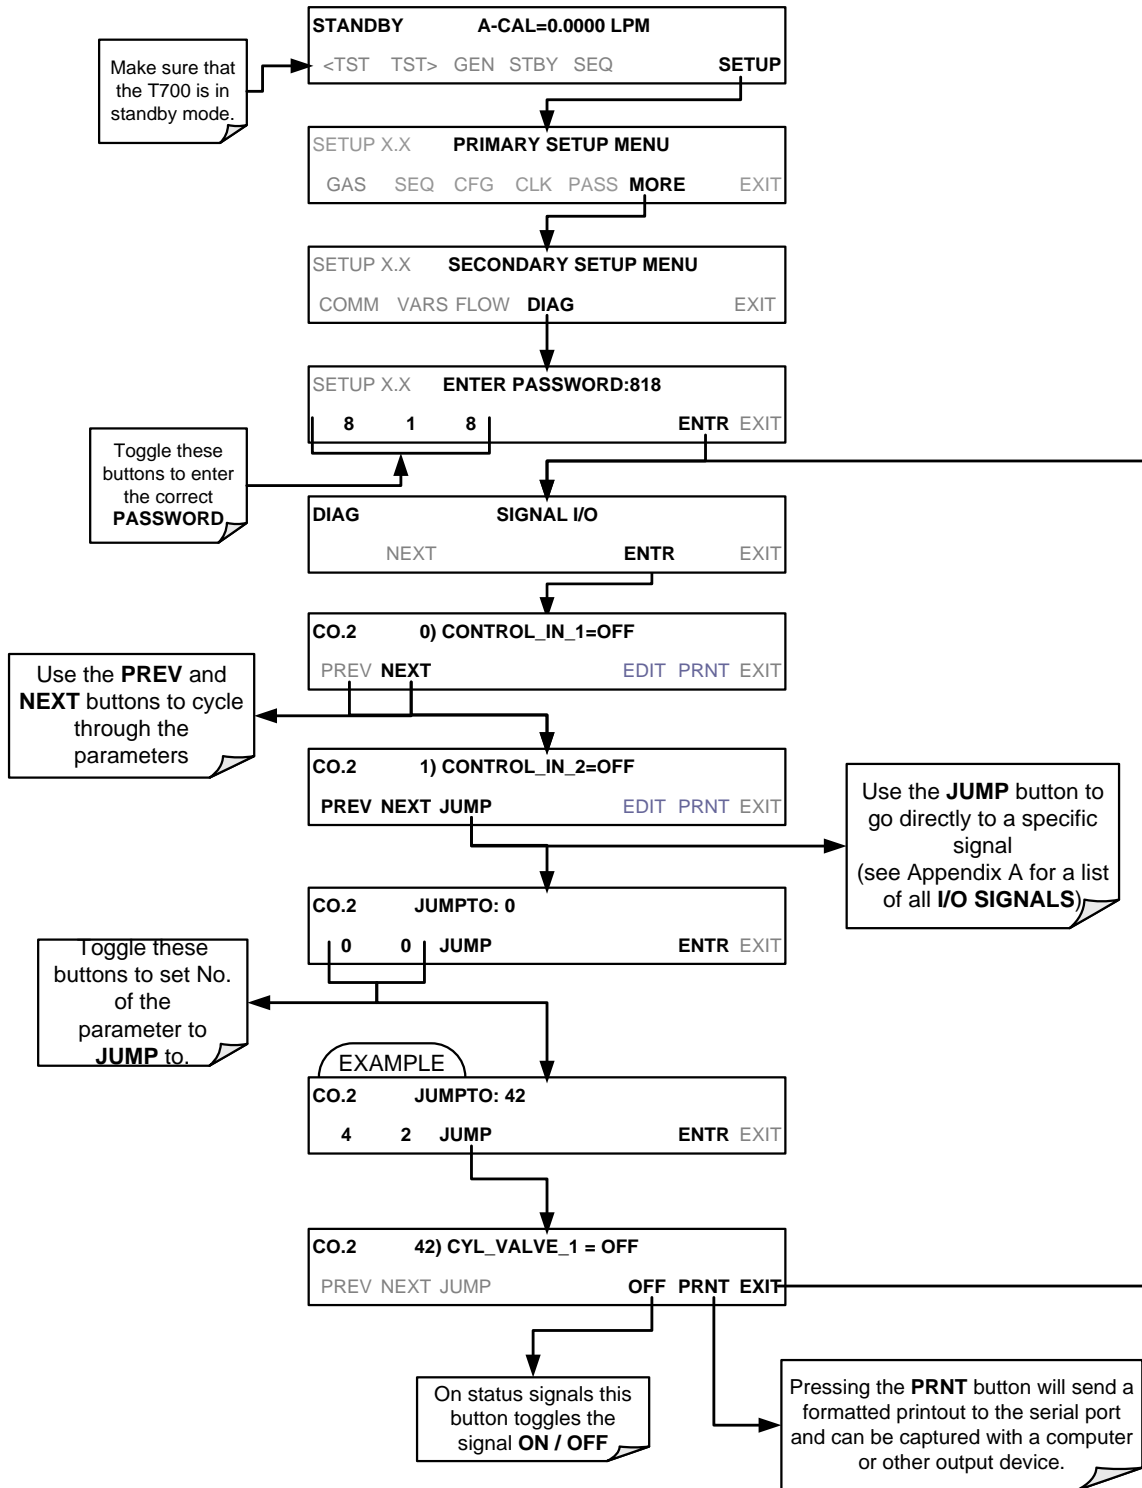 STANDBY A-CAL=0.0000 LPM
<TST TST> GEN STBY SEQ SETUP
Make sure that
the T700 is in
standby mode.
SETUP X.X PRIMARY SETUP MENU
GAS SEQ CFG CLK PASS MORE EXIT
SETUP X.X SECONDARY SETUP MENU
COMM VARS FLOW DIAG EXIT
SETUP X.X ENTER PASSWORD:818
8 1 8 ENTR EXIT
Toggle these
buttons to enter
the correct
PASSWORD
DIAG SIGNAL I/O
NEXT ENTR EXIT
CO.2 0) CONTROL_IN_1=OFF
PREV NEXT EDIT PRNT EXIT
Use the PREV and
NEXT buttons to cycle
through the
parameters
CO.2 1) CONTROL_IN_2=OFF
PREV NEXT JUMP EDIT PRNT EXIT
Use the JUMP button to
go directly to a specific
signal
(see Appendix A for a list
of all I/O SIGNALS)
CO.2 JUMPTO: 0
0 0 JUMP ENTR EXIT
Toggle these
buttons to set No.
of the
parameter to
JUMP to.
EXAMPLE
CO.2 JUMPTO: 42
4 2 JUMP ENTR EXIT
CO.2 42) CYL_VALVE_1 = OFF
PREV NEXT JUMP OFF PRNT EXIT
On status signals this
button toggles the
signal ON / OFF
Pressing the PRNT button will send a
formatted printout to the serial port
and can be captured with a computer
or other output device.